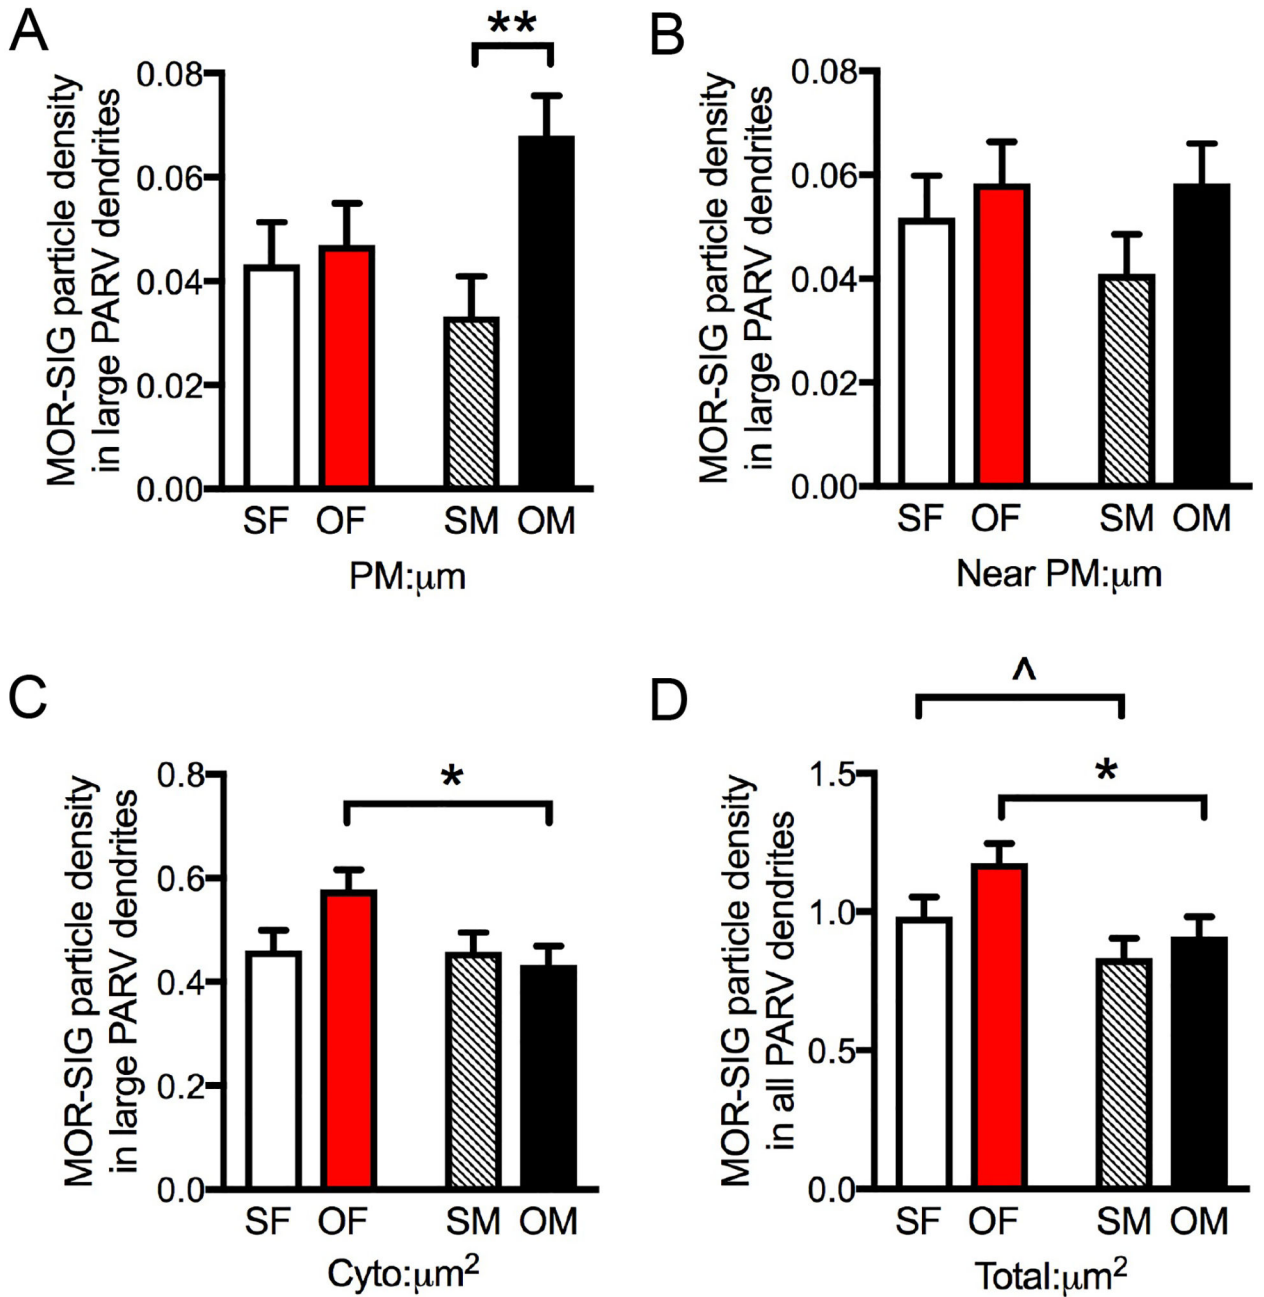 A
**
MOR-SIG particle density
in large PARV dendrites
0.08
0.06
0.04
0.02
0.00
SF OF SM OM
PM:μm
B
MOR-SIG particle density
in large PARV dendrites
0.08
0.06
0.04
0.02
0.00
SF OF SM OM
Near PM:μm
C
*
MOR-SIG particle density
in large PARV dendrites
0.8
0.6
0.4
0.2
0.0
SF OF SM OM
Cyto:μm²
D
^
*
MOR-SIG particle density
in all PARV dendrites
1.5
1.0
0.5
0.0
SF OF SM OM
Total:μm²